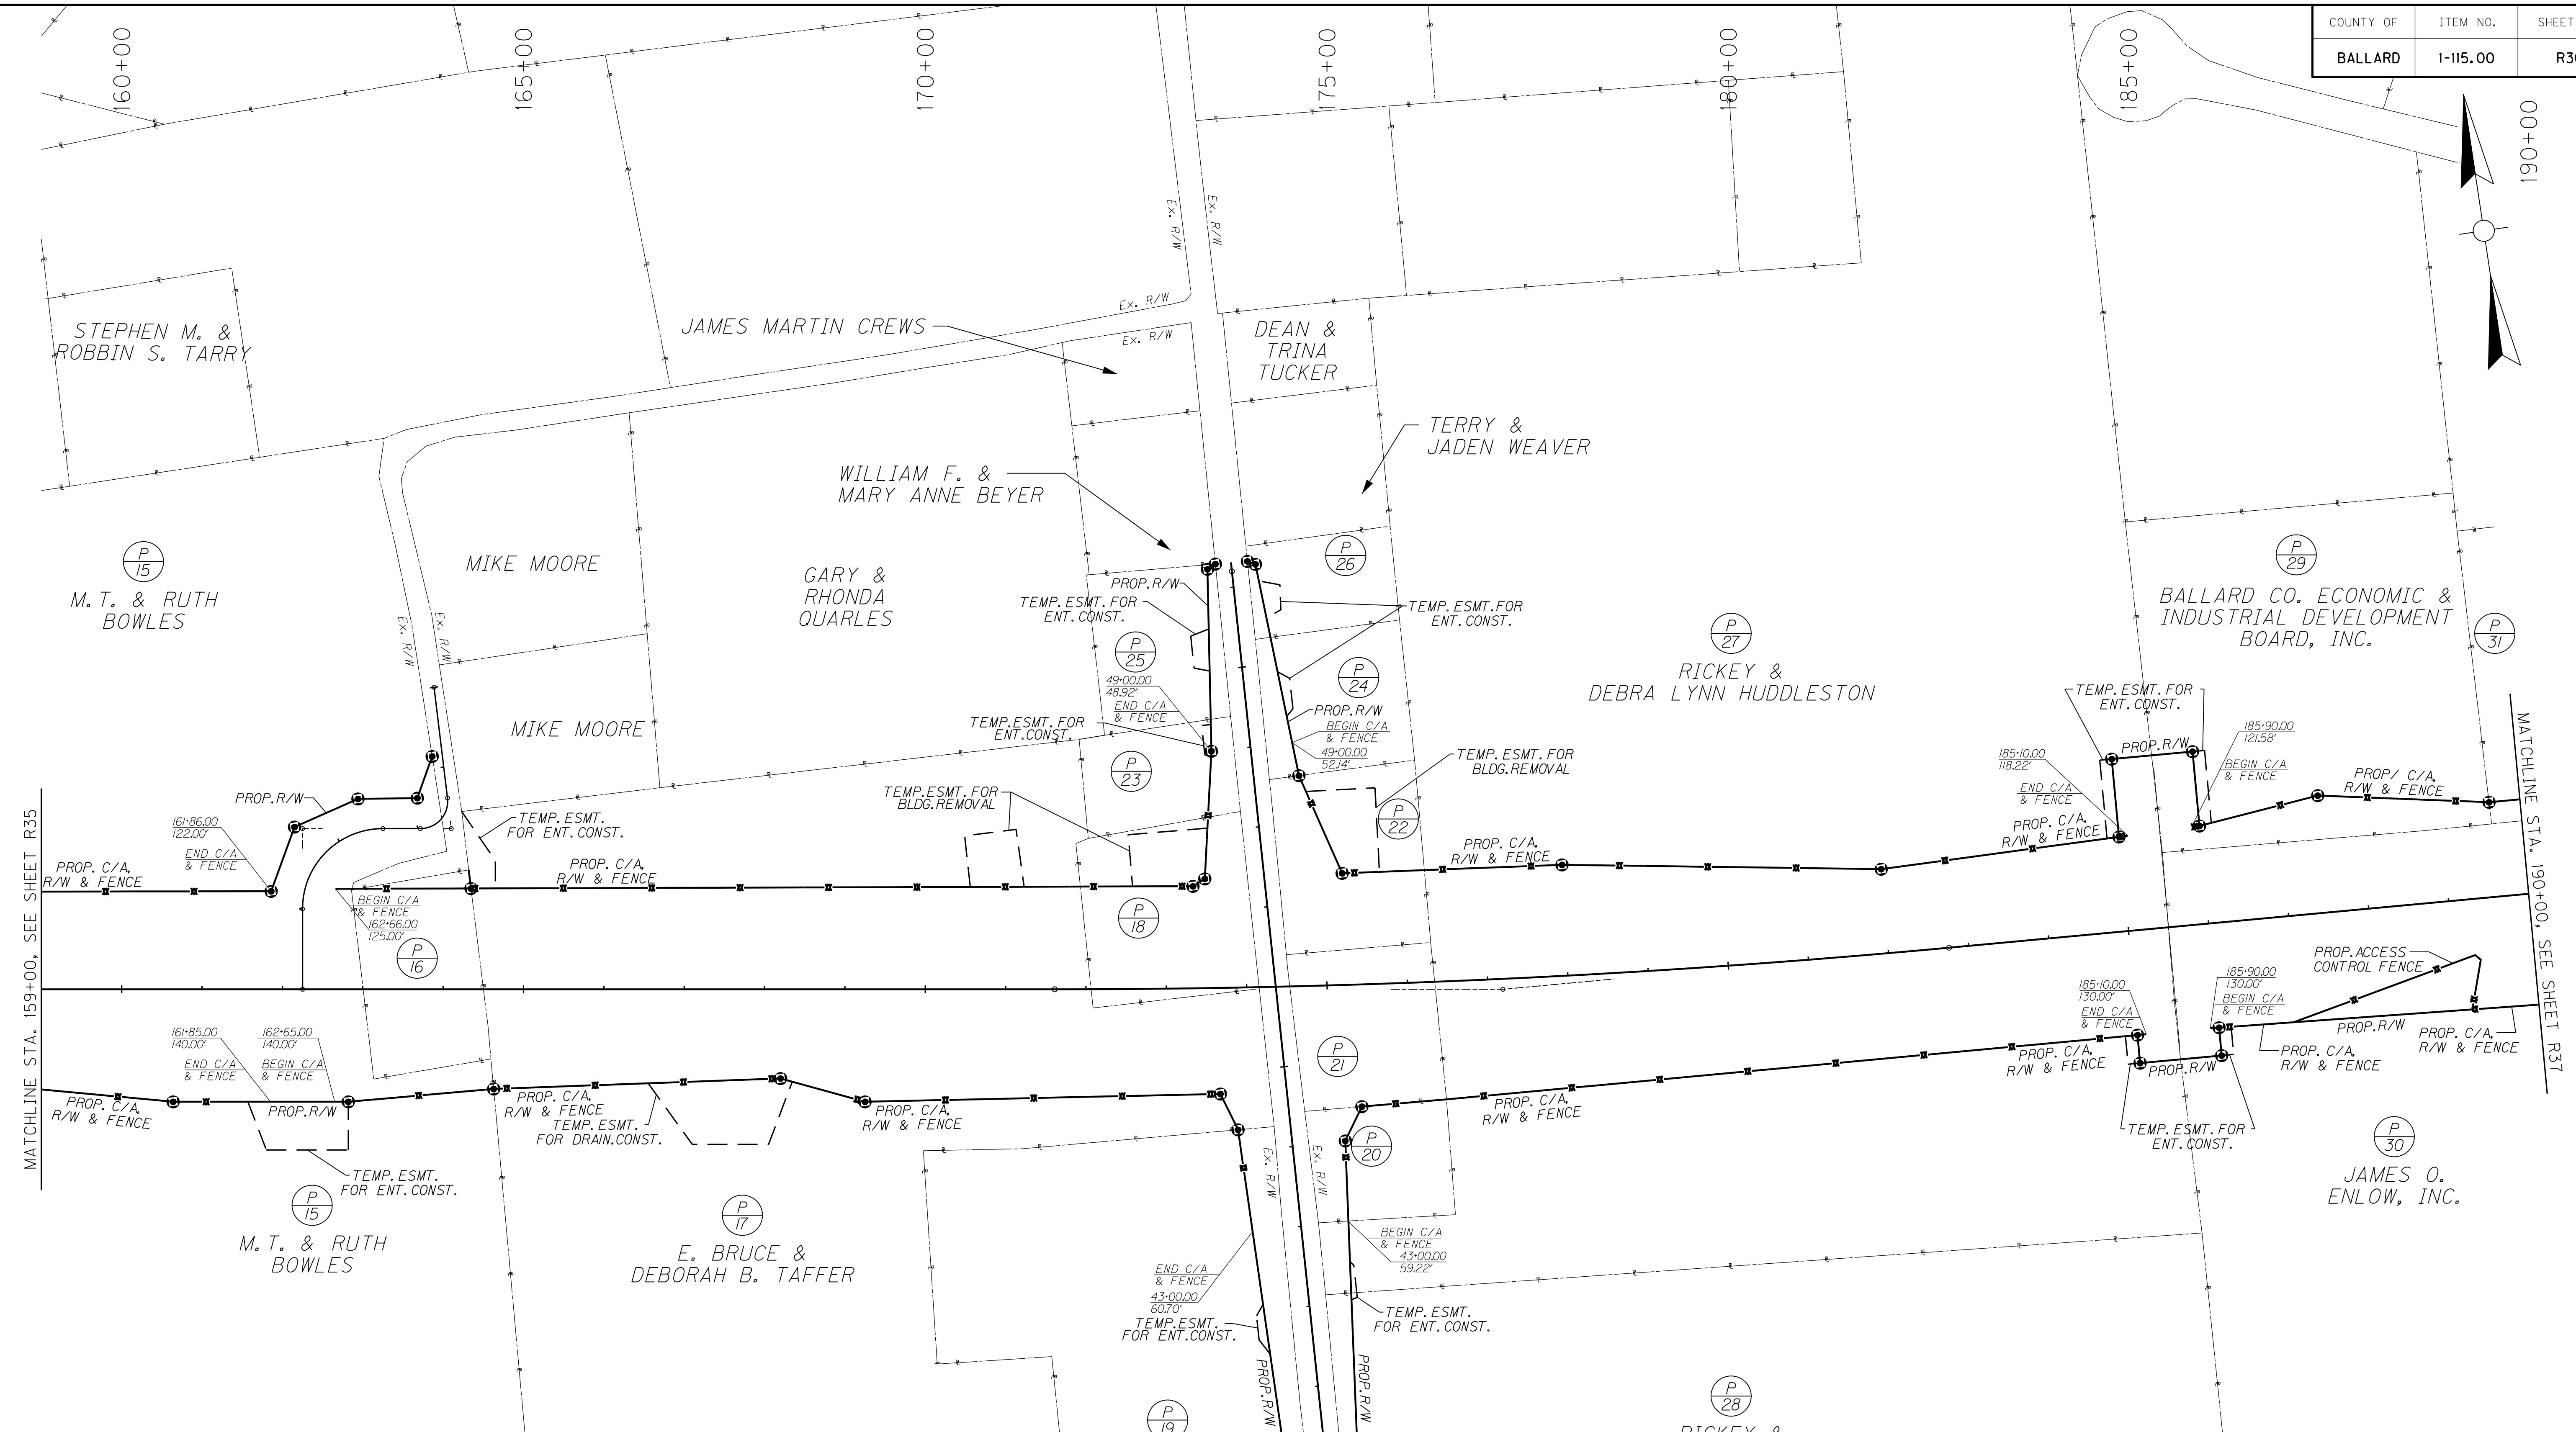 COUNTY OF
ITEM NO.
SHEET
BALLARD
1-115.00
160+00
165+00
170+00
175+00
180+00
185+00
190+00
Ex. R/W
Ex. R/W
Ex. R/W
Ex. R/W
STEPHEN M. &
ROBBIN S. TARRY
JAMES MARTIN CREWS
DEAN &
TRINA
TUCKER
TERRY &
JADEN WEAVER
WILLIAM F. &
MARY ANNE BEYER
P
15
M.T. & RUTH
BOWLES
MIKE MOORE
GARY &
RHONDA
QUARLES
Ex. R/W
Ex. R/W
MIKE MOORE
PROP.R/W
TEMP.ESMT.FOR
ENT.CONST.
P
25
49+00.00
48.92'
END C/A
& FENCE
TEMP.ESMT.FOR
ENT.CONST.
P
23
P
26
TEMP.ESMT.FOR
ENT.CONST.
P
24
PROP.R/W
BEGIN C/A
& FENCE
49+00.00
52.14'
TEMP.ESMT.FOR
BLDG.REMOVAL
P
22
P
27
RICKEY &
DEBRA LYNN HUDDLESTON
P
29
BALLARD CO. ECONOMIC &
INDUSTRIAL DEVELOPMENT
BOARD, INC.
P
31
TEMP.ESMT.FOR
ENT.CONST.
PROP.R/W
185+90.00
121.58'
BEGIN C/A
& FENCE
185+10.00
118.22'
END C/A
& FENCE
PROP/ C/A,
R/W & FENCE
PROP. C/A,
R/W & FENCE
MATCHLINE STA. 190+00, SEE SHEET R37
MATCHLINE STA. 159+00, SEE SHEET R35
PROP.R/W
161+86.00
122.00'
END C/A
& FENCE
PROP. C/A,
R/W & FENCE
TEMP.ESMT.
FOR ENT.CONST.
PROP. C/A,
R/W & FENCE
TEMP.ESMT.FOR
BLDG.REMOVAL
PROP. C/A,
R/W & FENCE
BEGIN C/A
& FENCE
162+66.00
125.00'
P
16
P
18
PROP.ACCESS
CONTROL FENCE
161+85.00
140.00'
END C/A
& FENCE
162+65.00
140.00'
BEGIN C/A
& FENCE
PROP. C/A,
R/W & FENCE
PROP.R/W
PROP. C/A,
R/W & FENCE
TEMP.ESMT.
FOR DRAIN.CONST.
PROP. C/A,
R/W & FENCE
TEMP.ESMT.
FOR ENT.CONST.
P
15
M.T. & RUTH
BOWLES
P
17
E. BRUCE &
DEBORAH B. TAFFER
P
21
P
20
PROP. C/A,
R/W & FENCE
Ex. R/W
Ex. R/W
BEGIN C/A
& FENCE
43+00.00
59.22'
END C/A
& FENCE
43+00.00
60.70'
TEMP.ESMT.
FOR ENT.CONST.
TEMP.ESMT.
FOR ENT.CONST.
PROP.R/W
PROP.R/W
185+10.00
130.00'
END C/A
& FENCE
PROP. C/A,
R/W & FENCE
PROP.R/W
185+90.00
130.00'
BEGIN C/A
& FENCE
PROP. C/A,
R/W & FENCE
PROP.R/W
PROP. C/A,
R/W & FENCE
TEMP.ESMT.FOR
ENT.CONST.
P
30
JAMES O.
ENLOW, INC.
P
19
P
28
RICKEY &